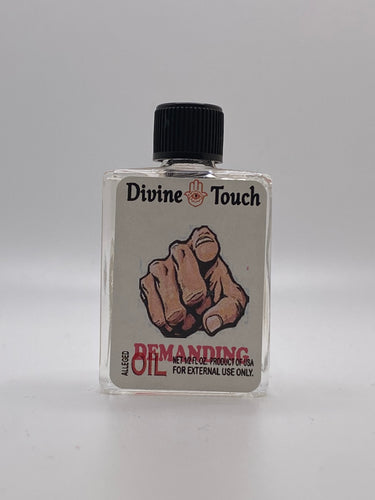 Divine Touch
DEMANDING
ALLEGED
OIL
NET 1/2 FL OZ. PRODUCT OF USA
FOR EXTERNAL USE ONLY.